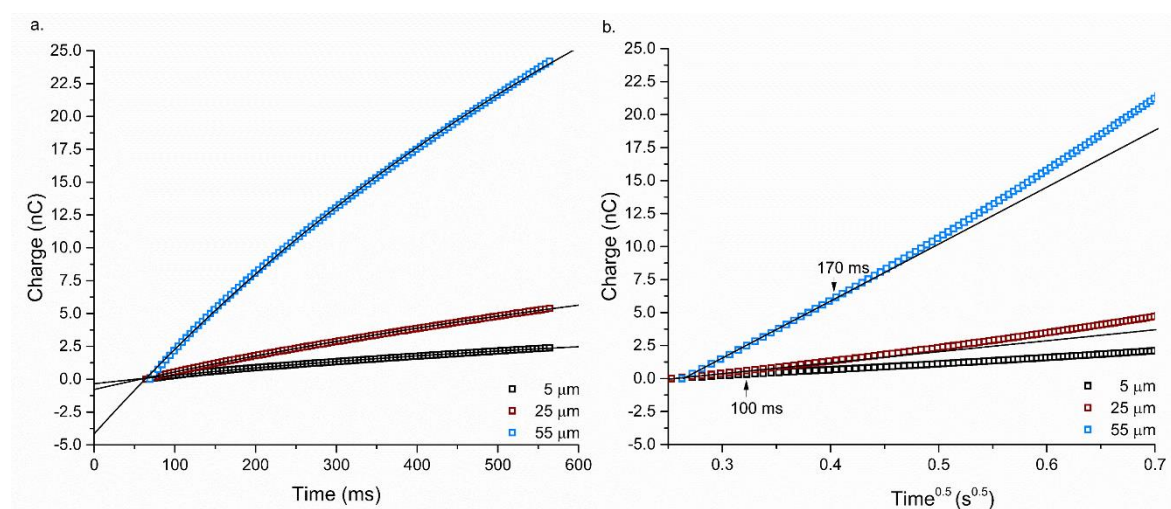 a.
25.0
22.5
20.0
17.5
15.0
12.5
10.0
7.5
5.0
2.5
0.0
-2.5
-5.0
Charge (nC)
5 μm
25 μm
55 μm
0 100 200 300 400 500 600
Time (ms)
b.
25.0
22.5
20.0
17.5
15.0
12.5
10.0
7.5
5.0
2.5
0.0
-2.5
-5.0
Charge (nC)
170 ms
100 ms
5 μm
25 μm
55 μm
0.3 0.4 0.5 0.6 0.7
Time^0.5 (s^0.5)